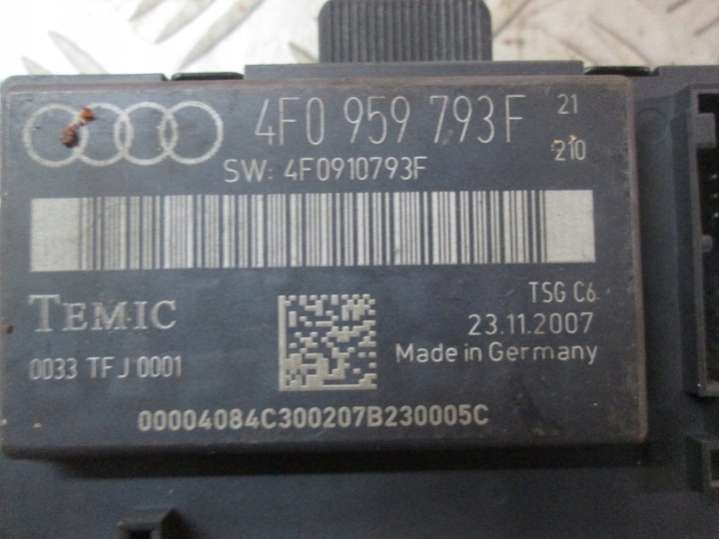 4F0 959 793F 21
210
SW: 4F0910793F
TEMIC
TSG C6
23.11.2007
0033 TFJ 0001
Made in Germany
00004084C300207B230005C